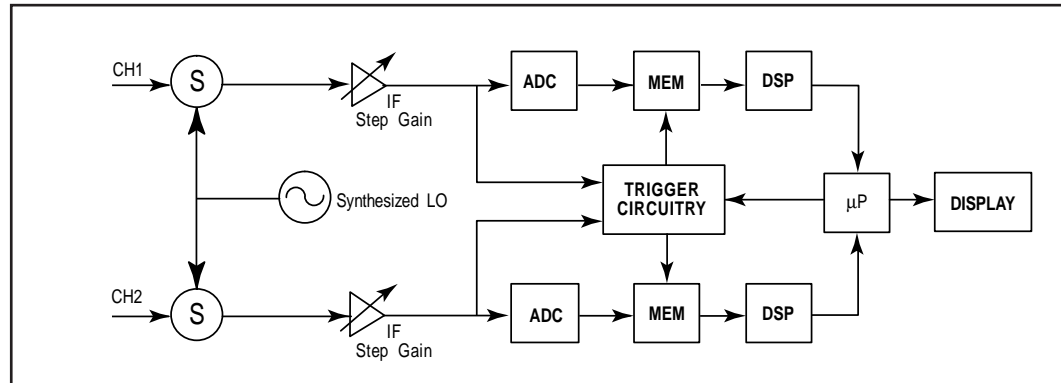 CH1
S
IF
Step Gain
ADC
MEM
DSP
Synthesized LO
TRIGGER
CIRCUITRY
µP
DISPLAY
CH2
S
IF
Step Gain
ADC
MEM
DSP